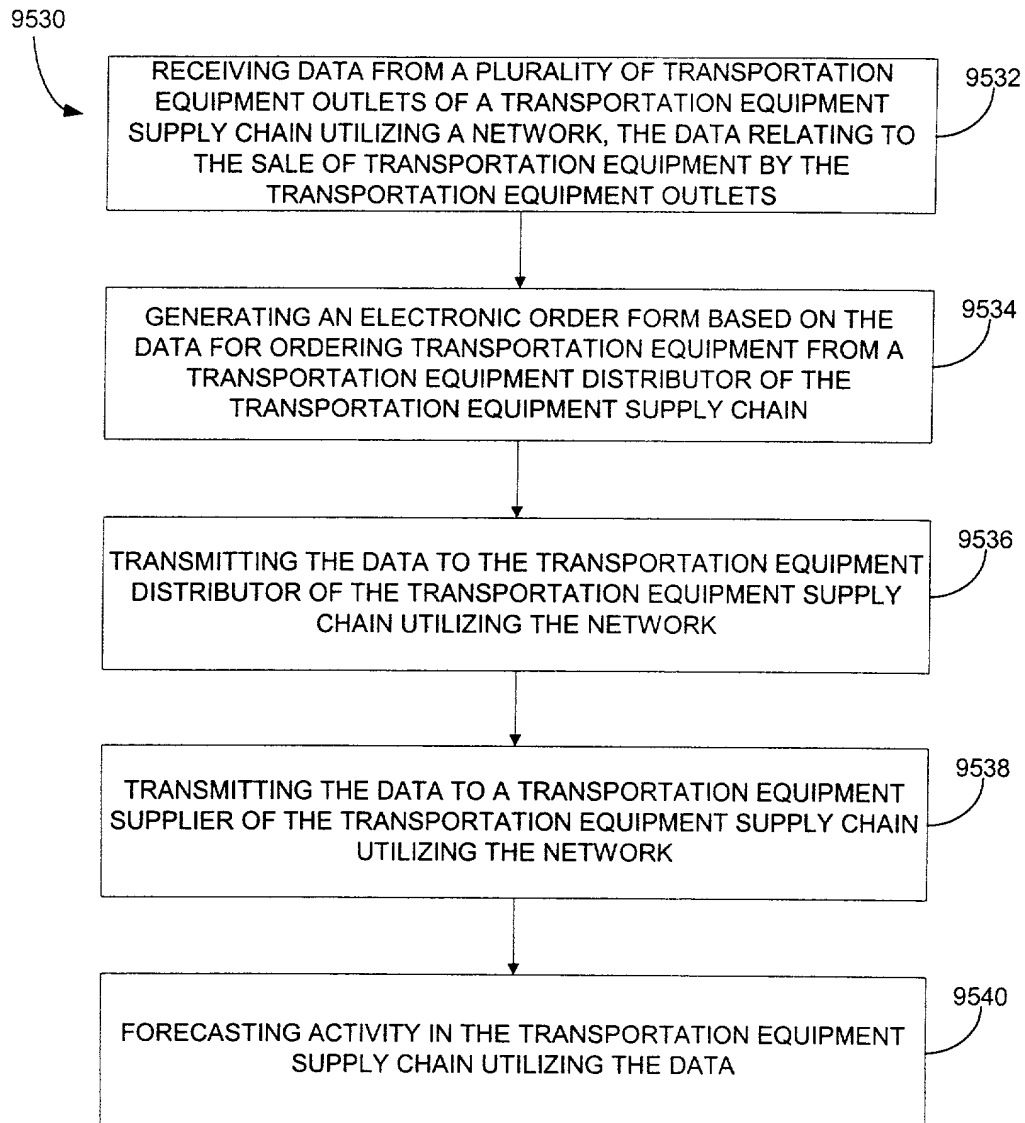 9530
RECEIVING DATA FROM A PLURALITY OF TRANSPORTATION
EQUIPMENT OUTLETS OF A TRANSPORTATION EQUIPMENT
SUPPLY CHAIN UTILIZING A NETWORK, THE DATA RELATING TO
THE SALE OF TRANSPORTATION EQUIPMENT BY THE
TRANSPORTATION EQUIPMENT OUTLETS
9532
GENERATING AN ELECTRONIC ORDER FORM BASED ON THE
DATA FOR ORDERING TRANSPORTATION EQUIPMENT FROM A
TRANSPORTATION EQUIPMENT DISTRIBUTOR OF THE
TRANSPORTATION EQUIPMENT SUPPLY CHAIN
9534
TRANSMITTING THE DATA TO THE TRANSPORTATION EQUIPMENT
DISTRIBUTOR OF THE TRANSPORTATION EQUIPMENT SUPPLY
CHAIN UTILIZING THE NETWORK
9536
TRANSMITTING THE DATA TO A TRANSPORTATION EQUIPMENT
SUPPLIER OF THE TRANSPORTATION EQUIPMENT SUPPLY CHAIN
UTILIZING THE NETWORK
9538
FORECASTING ACTIVITY IN THE TRANSPORTATION EQUIPMENT
SUPPLY CHAIN UTILIZING THE DATA
9540